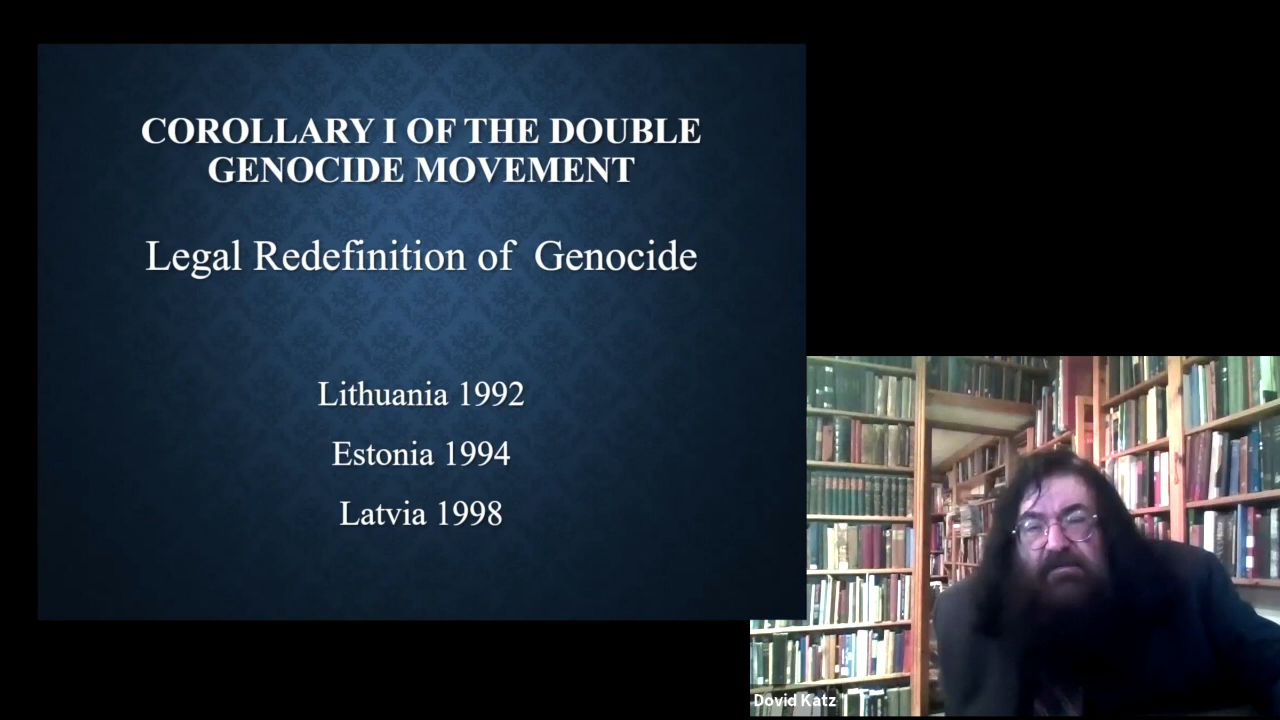 COROLLARY I OF THE DOUBLE
GENOCIDE MOVEMENT
Legal Redefinition of Genocide
Lithuania 1992
Estonia 1994
Latvia 1998
Dovid Katz